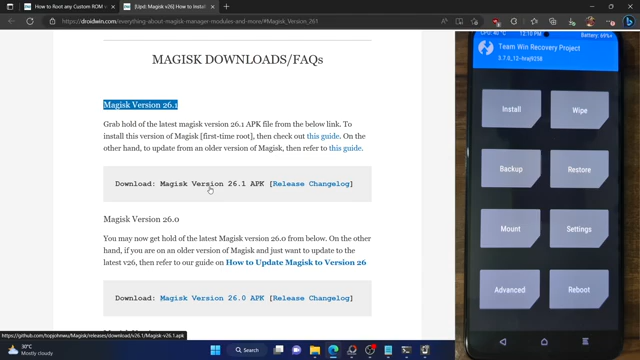 How to Root any Custom ROM v
[Upd: Magisk v26] How to Install
https://droidwin.com/everything-about-magisk-manager-modules-and-more/#Magisk_Version_261
MAGISK DOWNLOADS/FAQs
Magisk Version 26.1
Grab hold of the latest magisk version 26.1 APK file from the below link. To
install this version of Magisk [first-time root], then check out this guide. On the
other hand, to update from an older version of Magisk, then refer to this guide.
Download: Magisk Version 26.1 APK [Release Changelog]
Magisk Version 26.0
You may now get hold of the latest Magisk version 26.0 from below. On the other
hand, if you are on an older version of Magisk and just want to update to the
latest v26, then refer to our guide on How to Update Magisk to Version 26
Download: Magisk Version 26.0 APK [Release Changelog]
https://github.com/topjohnwu/Magisk/releases/download/v26.1/Magisk-v26.1.apk
30°C
Mostly cloudy
Search
CPU: 40 °C
12:10 PM
Battery: 69%+
Team Win Recovery Project
3.7.0_12-Nraj9258
Install
Wipe
Backup
Restore
Mount
Settings
Advanced
Reboot